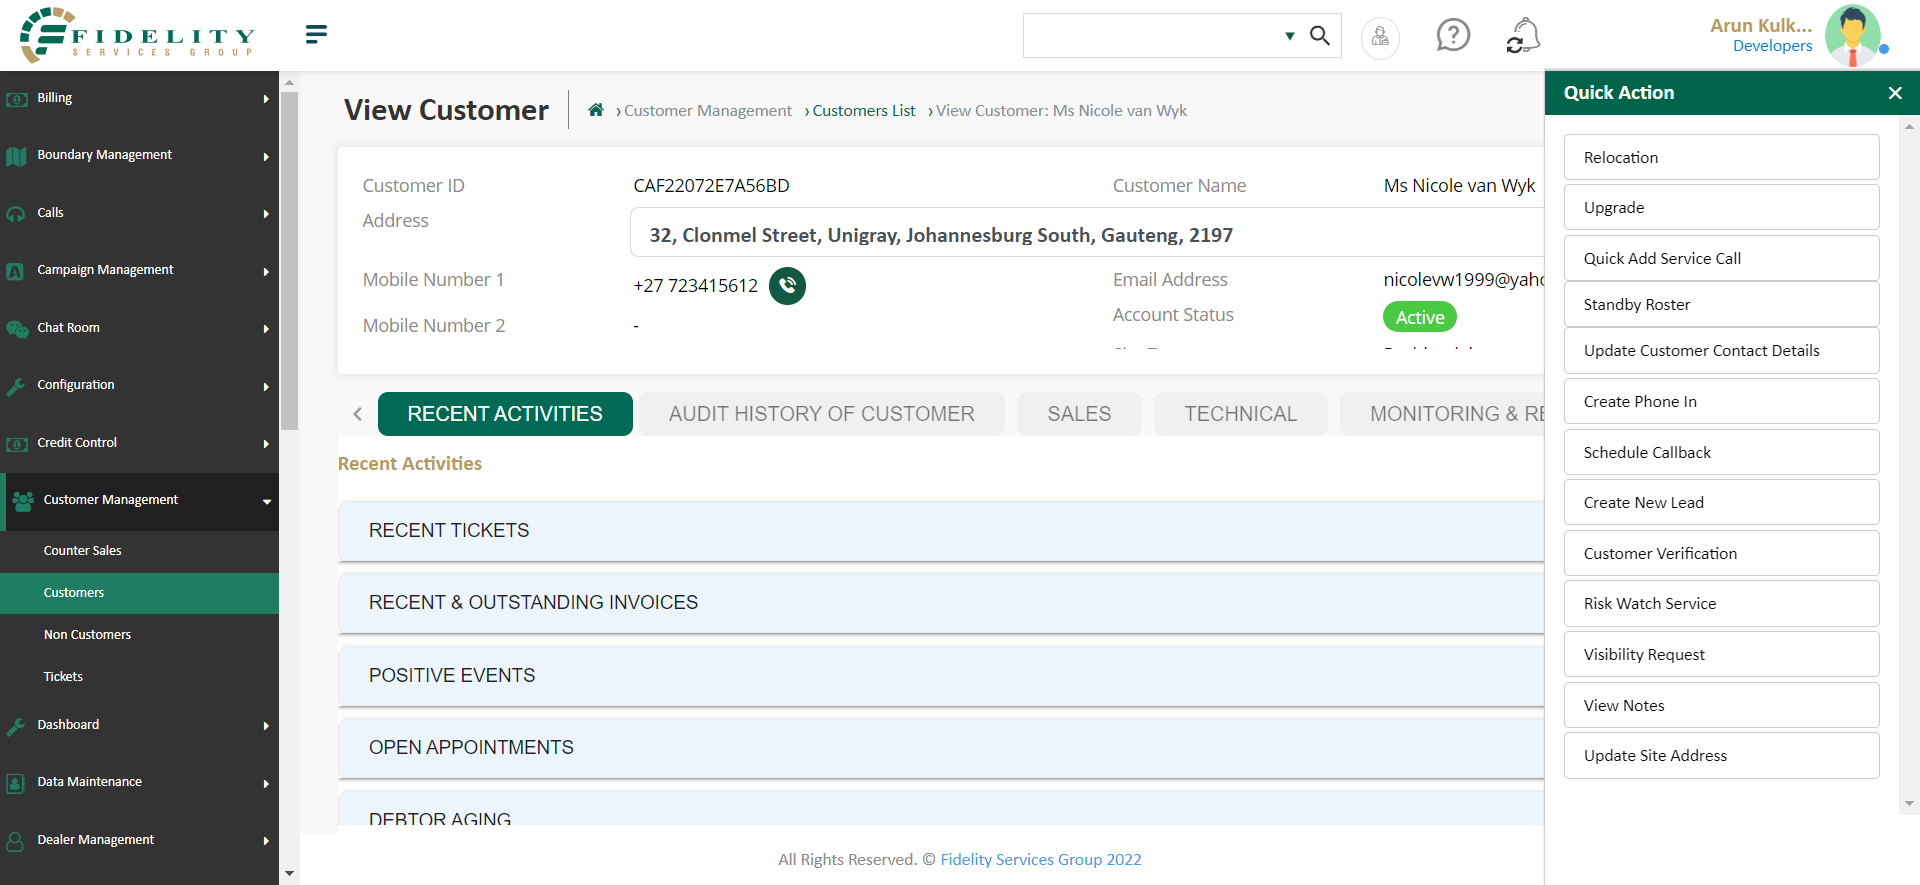 FIDELITY
SERVICES GROUP
Arun Kulk...
Developers
Billing
Boundary Management
Calls
Campaign Management
Chat Room
Configuration
Credit Control
Customer Management
Counter Sales
Customers
Non Customers
Tickets
Dashboard
Data Maintenance
Dealer Management
View Customer
› Customer Management › Customers List › View Customer: Ms Nicole van Wyk
Customer ID CAF22072E7A56BD Customer Name Ms Nicole van Wyk
Address
32, Clonmel Street, Unigray, Johannesburg South, Gauteng, 2197
Mobile Number 1 +27 723415612 Email Address nicolevw1999@yaho
Account Status Active
Mobile Number 2 -
RECENT ACTIVITIES AUDIT HISTORY OF CUSTOMER SALES TECHNICAL MONITORING & RE
Recent Activities
RECENT TICKETS
RECENT & OUTSTANDING INVOICES
POSITIVE EVENTS
OPEN APPOINTMENTS
DEBTOR AGING
All Rights Reserved. © Fidelity Services Group 2022
Quick Action
Relocation
Upgrade
Quick Add Service Call
Standby Roster
Update Customer Contact Details
Create Phone In
Schedule Callback
Create New Lead
Customer Verification
Risk Watch Service
Visibility Request
View Notes
Update Site Address